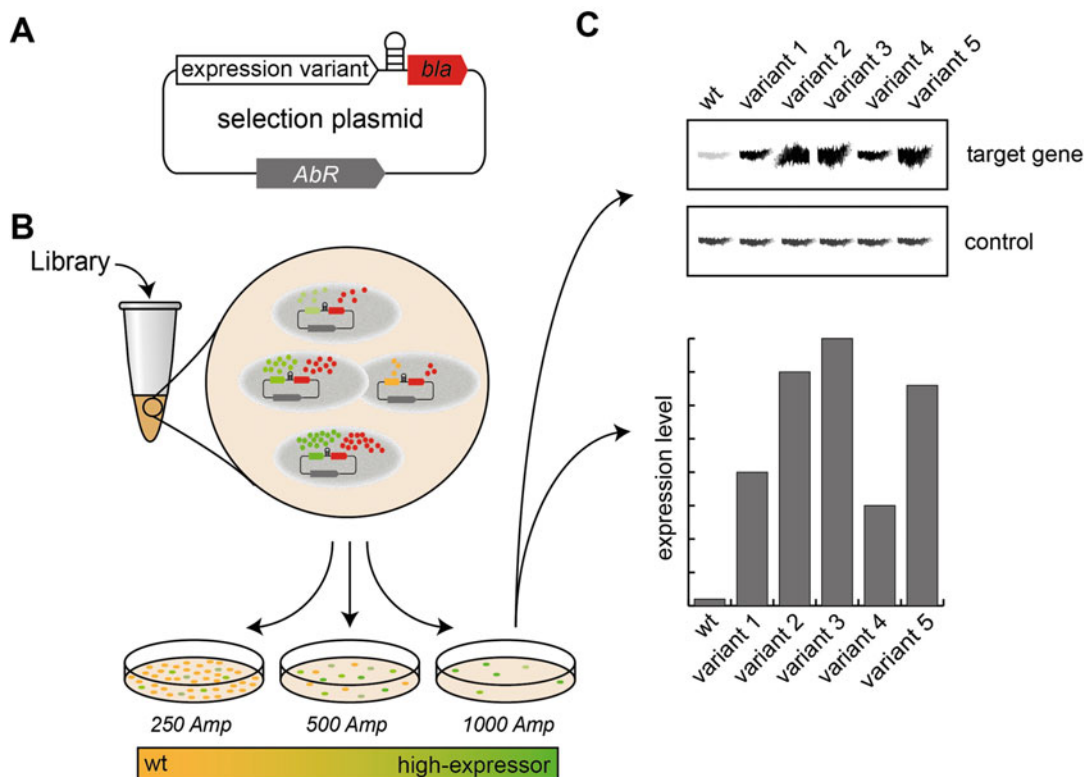 A
expression variant
bla
selection plasmid
AbR
B
Library
250 Amp
500 Amp
1000 Amp
wt
high-expressor
C
wt
variant 1
variant 2
variant 3
variant 4
variant 5
target gene
control
expression level
wt
variant 1
variant 2
variant 3
variant 4
variant 5